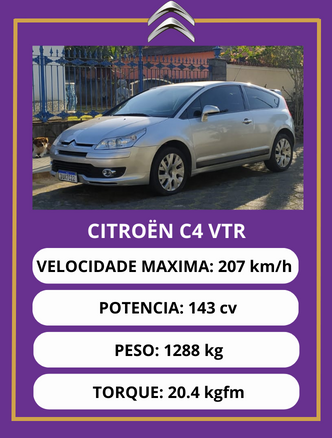 CITROËN C4 VTR
VELOCIDADE MAXIMA: 207 km/h
POTENCIA: 143 cv
PESO: 1288 kg
TORQUE: 20.4 kgfm